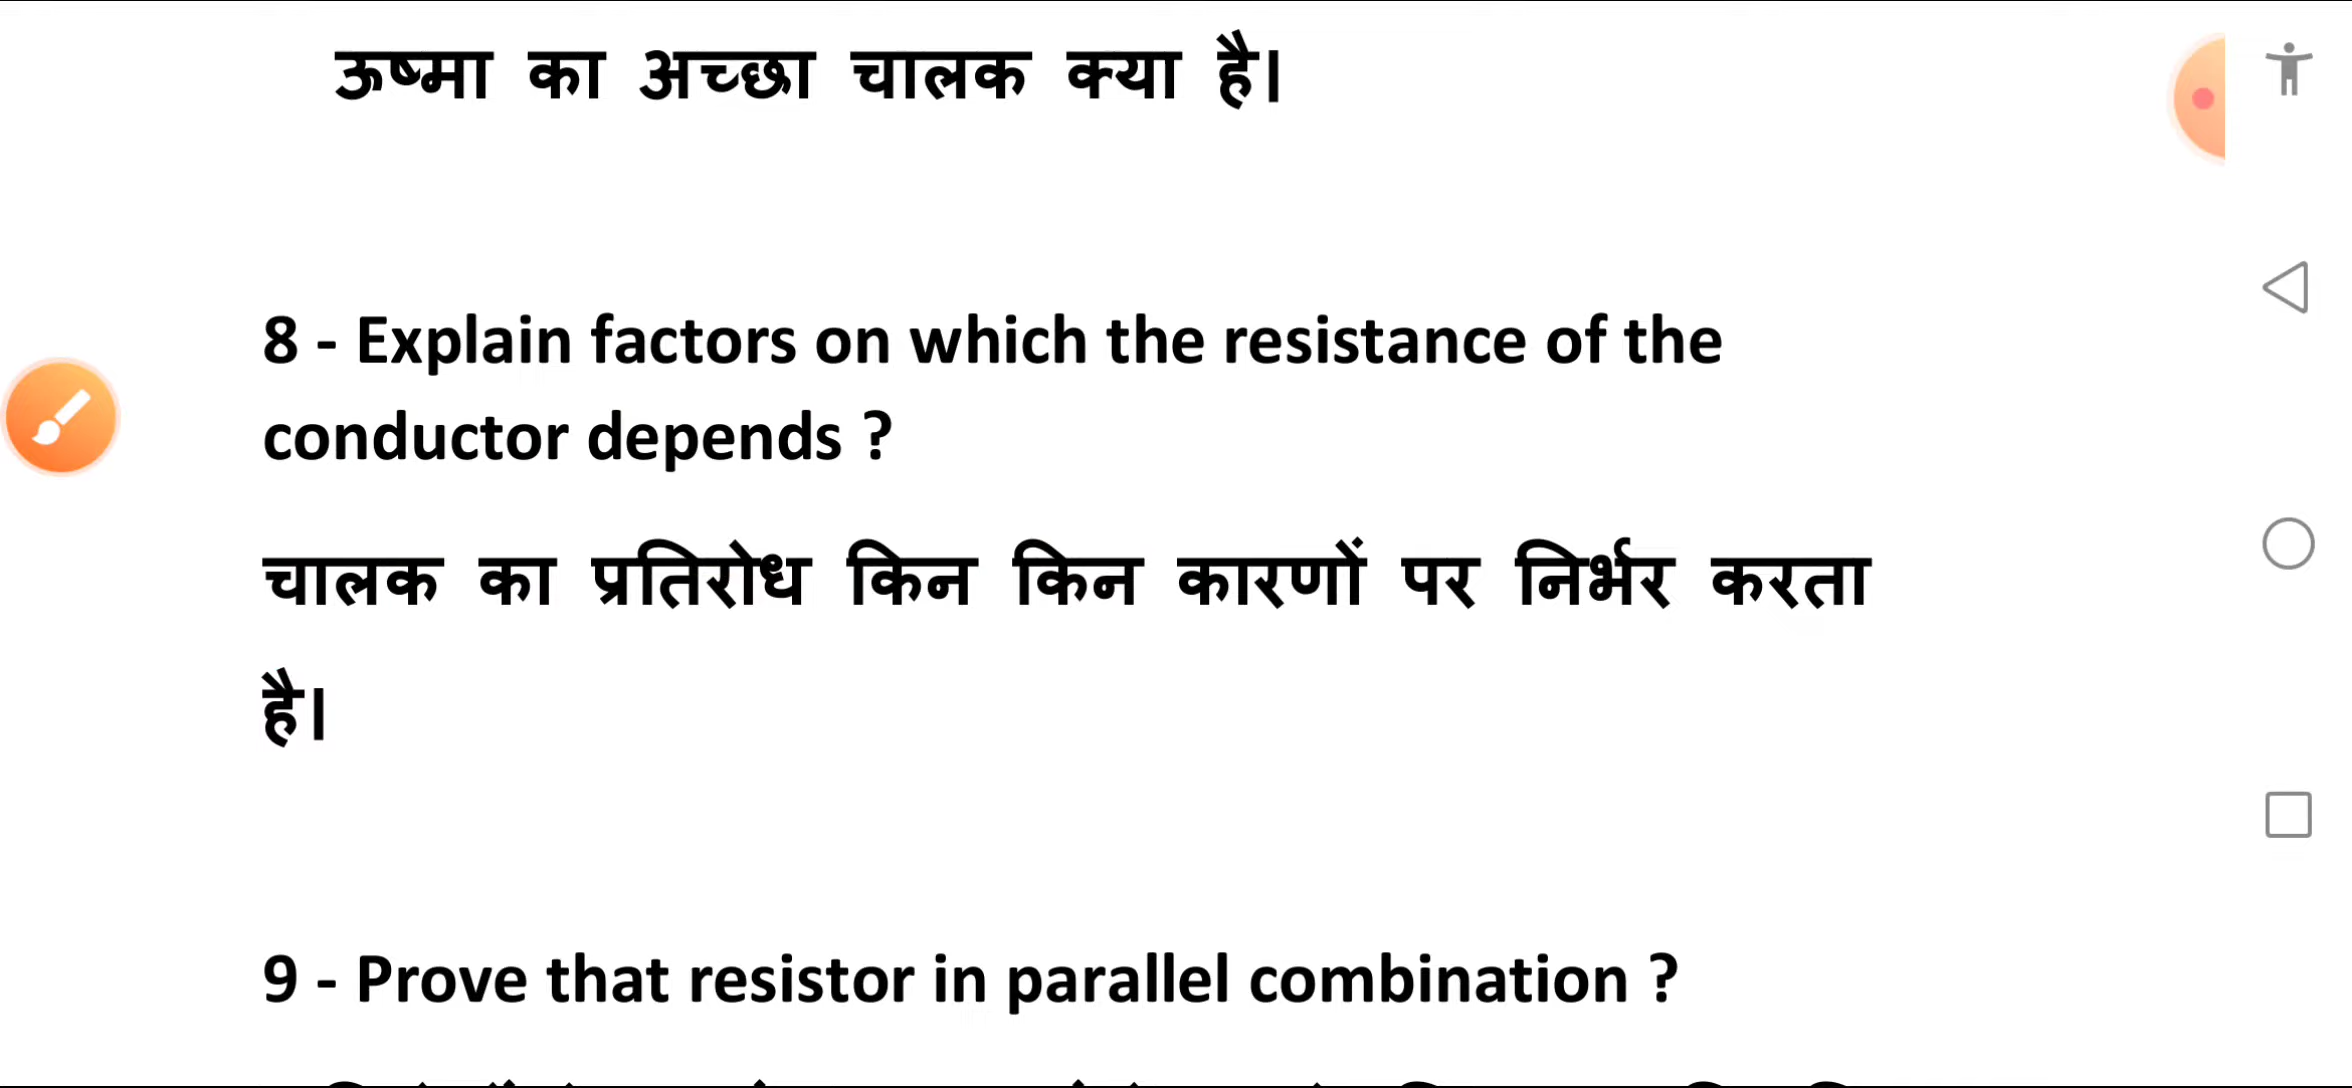 ऊष्मा का अच्छा चालक क्या है।
8 - Explain factors on which the resistance of the
conductor depends ?
चालक का प्रतिरोध किन किन कारणों पर निर्भर करता
है।
9 - Prove that resistor in parallel combination ?